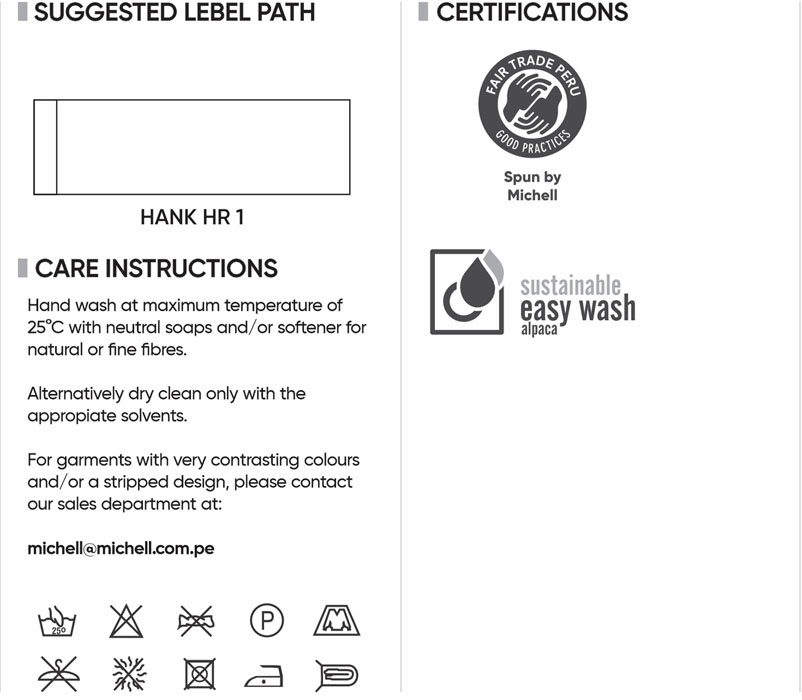 SUGGESTED LEBEL PATH
HANK HR 1
CARE INSTRUCTIONS
Hand wash at maximum temperature of
25°C with neutral soaps and/or softener for
natural or fine fibres.
Alternatively dry clean only with the
appropiate solvents.
For garments with very contrasting colours
and/or a stripped design, please contact
our sales department at:
michell@michell.com.pe
25°
P
CERTIFICATIONS
FAIR TRADE PERU
GOOD PRACTICES
Spun by
Michell
sustainable
easy wash
alpaca